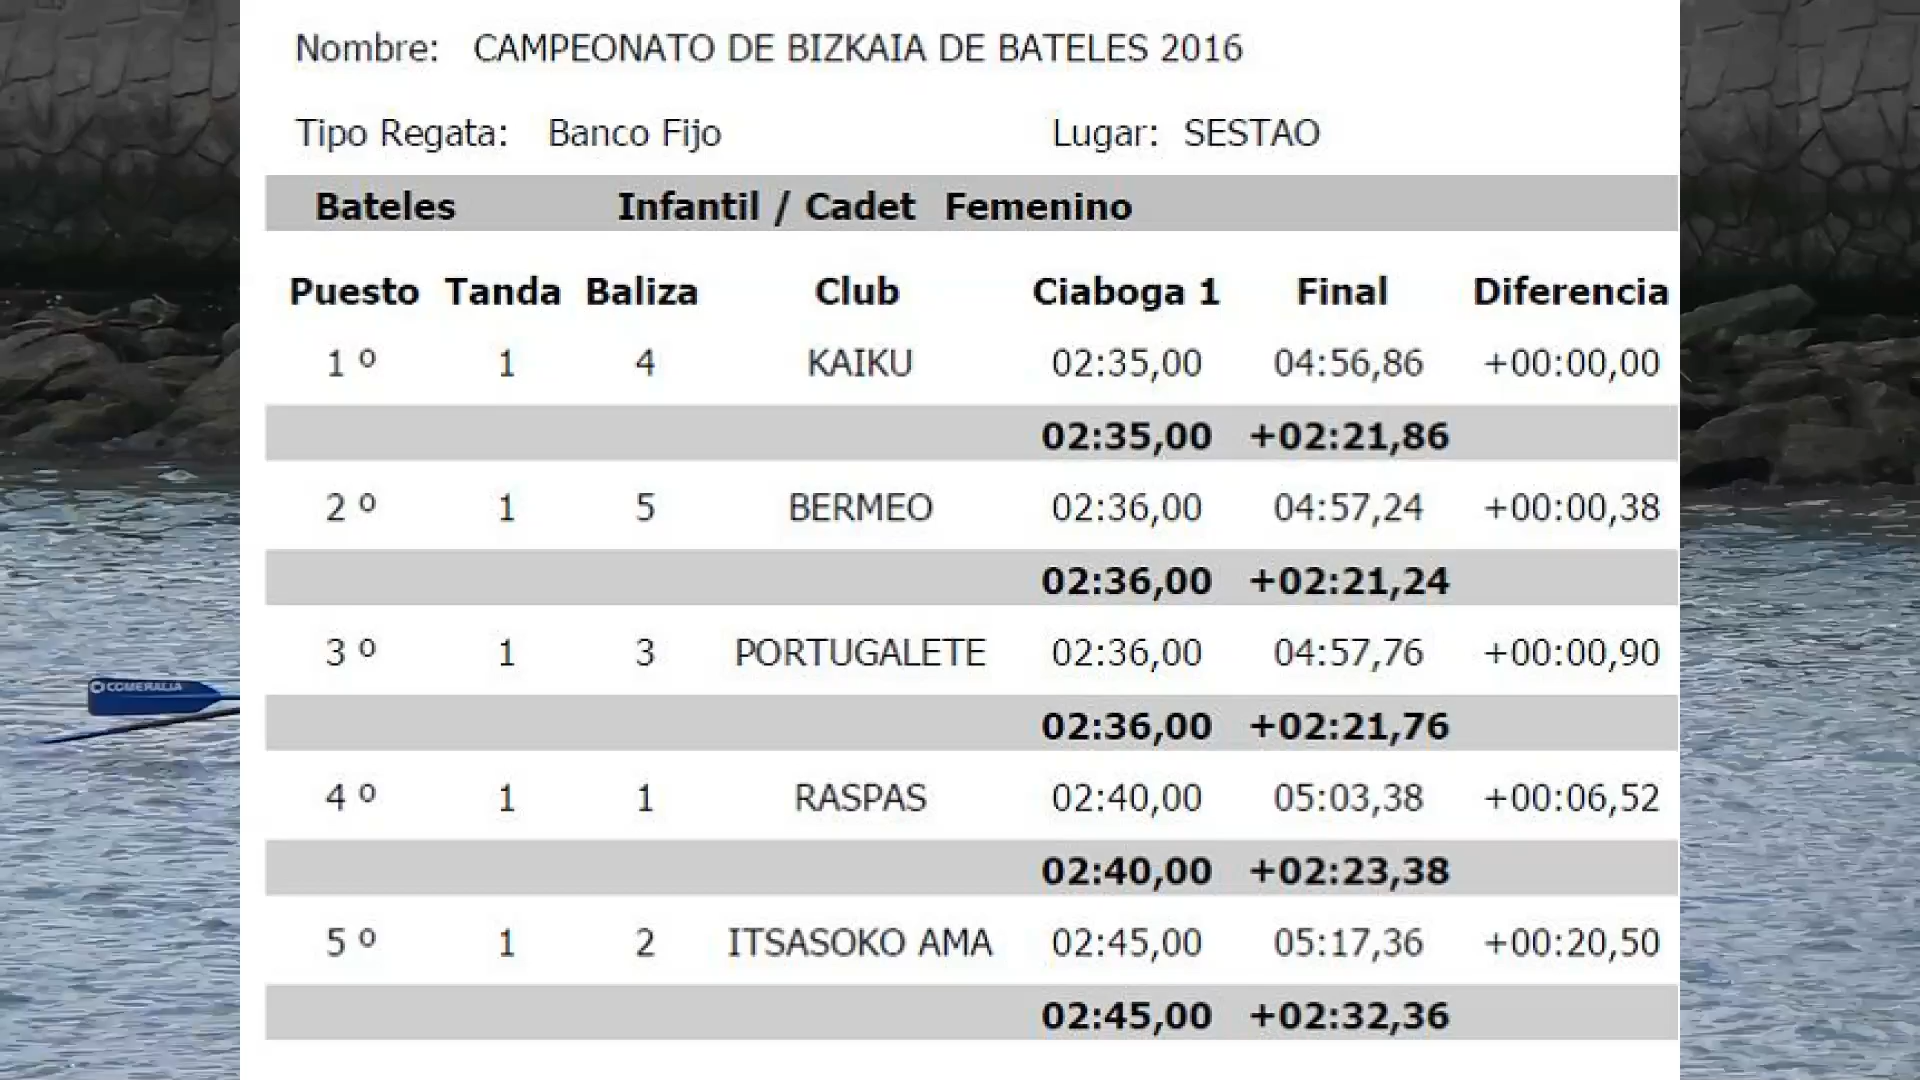 Nombre: CAMPEONATO DE BIZKAIA DE BATELES 2016
Tipo Regata: Banco Fijo Lugar: SESTAO
Bateles Infantil / Cadet Femenino
Puesto Tanda Baliza Club Ciaboga 1 Final Diferencia
1 º 1 4 KAIKU 02:35,00 04:56,86 +00:00,00
02:35,00 +02:21,86
2 º 1 5 BERMEO 02:36,00 04:57,24 +00:00,38
02:36,00 +02:21,24
3 º 1 3 PORTUGALETE 02:36,00 04:57,76 +00:00,90
02:36,00 +02:21,76
COMERALIA
4 º 1 1 RASPAS 02:40,00 05:03,38 +00:06,52
02:40,00 +02:23,38
5 º 1 2 ITSASOKO AMA 02:45,00 05:17,36 +00:20,50
02:45,00 +02:32,36